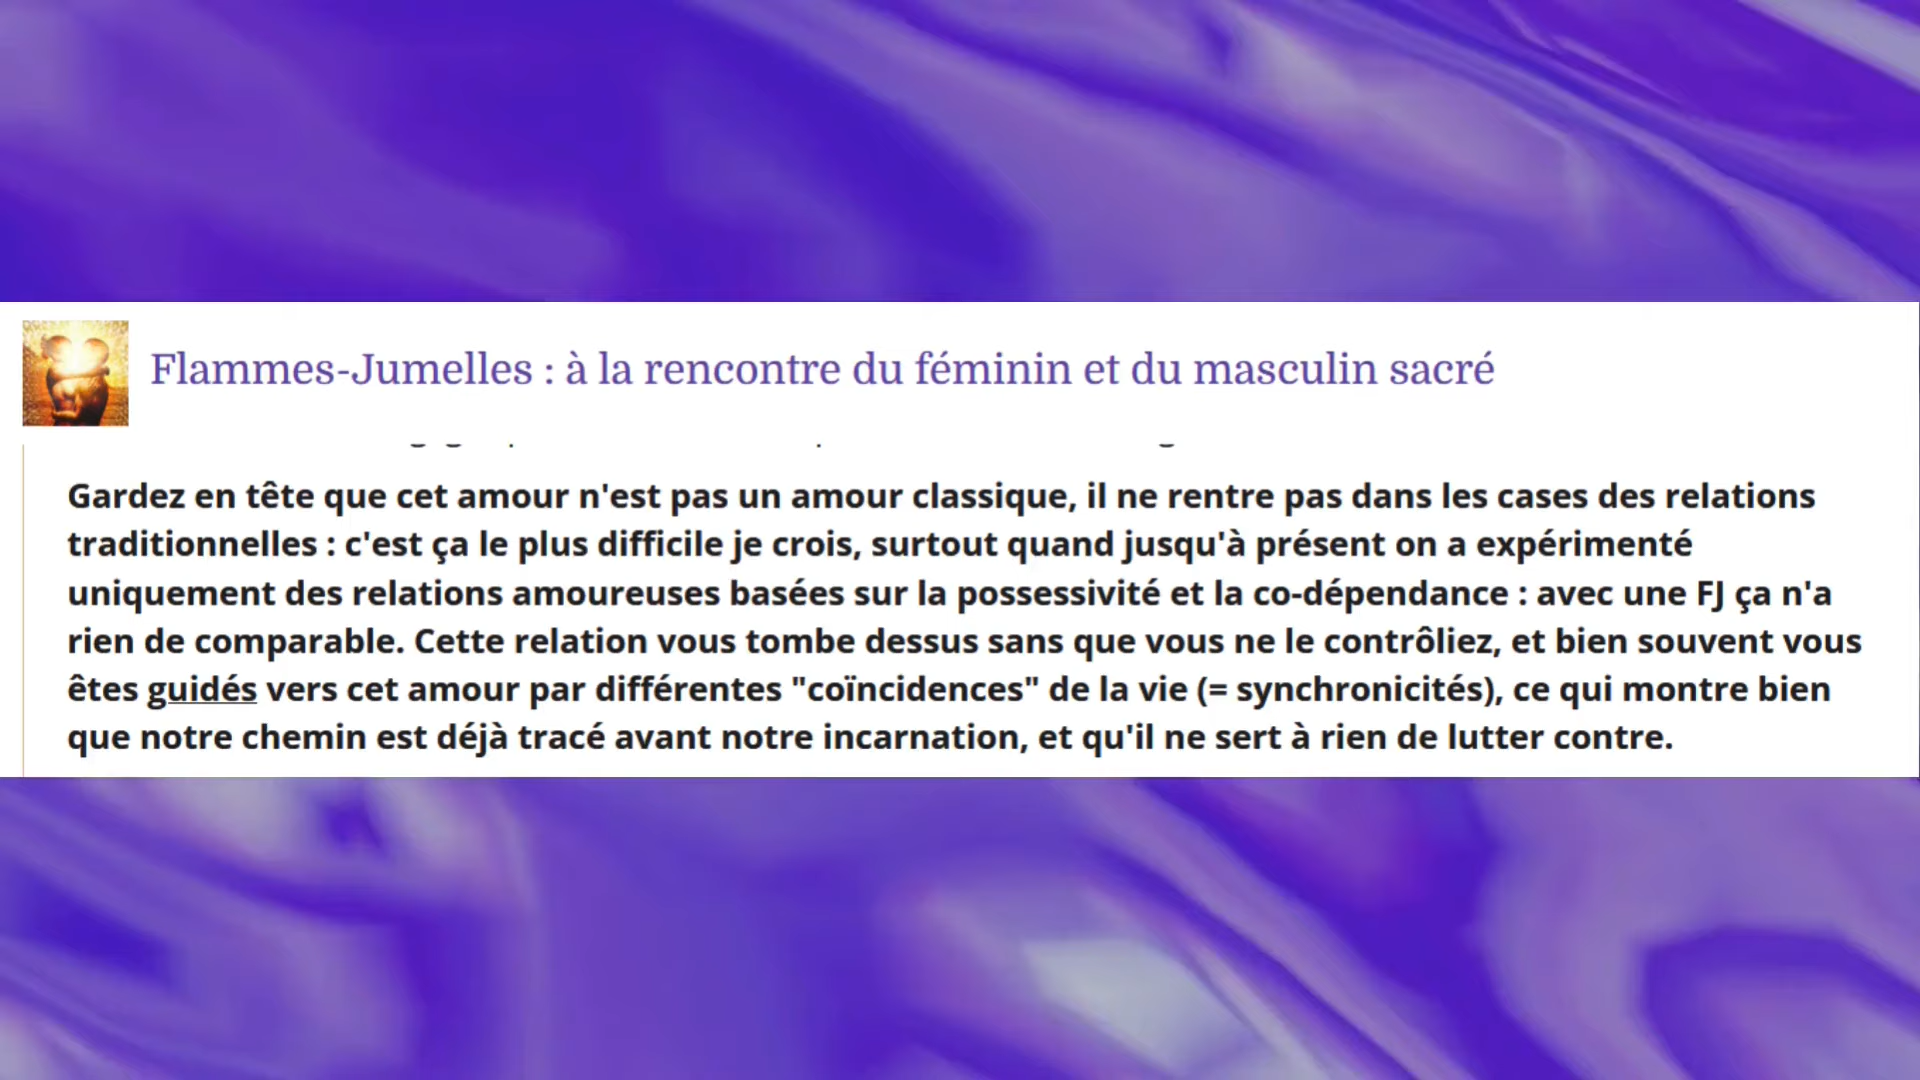 Flammes-Jumelles : à la rencontre du féminin et du masculin sacré
Gardez en tête que cet amour n'est pas un amour classique, il ne rentre pas dans les cases des relations
traditionnelles : c'est ça le plus difficile je crois, surtout quand jusqu'à présent on a expérimenté
uniquement des relations amoureuses basées sur la possessivité et la co-dépendance : avec une FJ ça n'a
rien de comparable. Cette relation vous tombe dessus sans que vous ne le contrôliez, et bien souvent vous
êtes guidés vers cet amour par différentes "coïncidences" de la vie (= synchronicités), ce qui montre bien
que notre chemin est déjà tracé avant notre incarnation, et qu'il ne sert à rien de lutter contre.